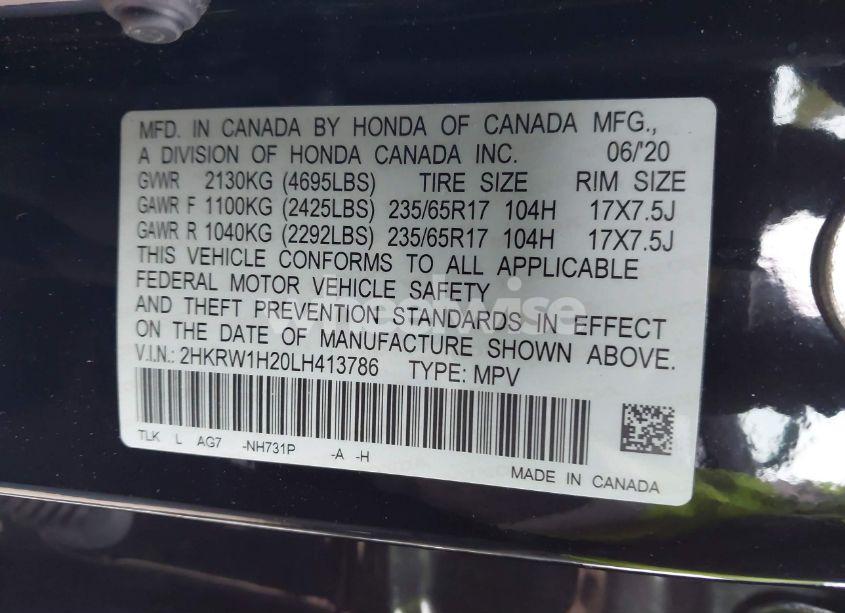 MFD. IN CANADA BY HONDA OF CANADA MFG.,
A DIVISION OF HONDA CANADA INC. 06/'20
GVWR 2130KG (4695LBS) TIRE SIZE RIM SIZE
GAWR F 1100KG (2425LBS) 235/65R17 104H 17X7.5J
GAWR R 1040KG (2292LBS) 235/65R17 104H 17X7.5J
THIS VEHICLE CONFORMS TO ALL APPLICABLE
FEDERAL MOTOR VEHICLE SAFETY
AND THEFT PREVENTION STANDARDS IN EFFECT
ON THE DATE OF MANUFACTURE SHOWN ABOVE.
V.I.N.: 2HKRW1H20LH413786 TYPE: MPV
TLK L AG7 -NH731P -A -H
MADE IN CANADA
wheelwise